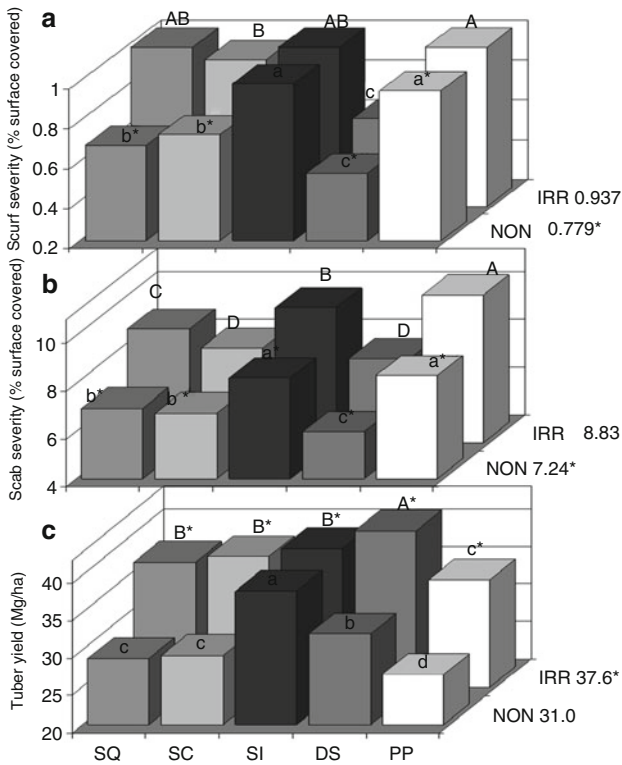 a
AB B AB A
a c a*
b* b* c*
Scurf severity (% surface covered)
1
0.8
0.6
0.4
0.2
IRR 0.937
NON 0.779*
b
C D B D A
b* b* a* c* a*
Scab severity (% surface covered)
10
8
6
4
IRR 8.83
NON 7.24*
c
B* B* B* A* c*
c c a b d
Tuber yield (Mg/ha)
40
35
30
25
20
IRR 37.6*
NON 31.0
SQ SC SI DS PP